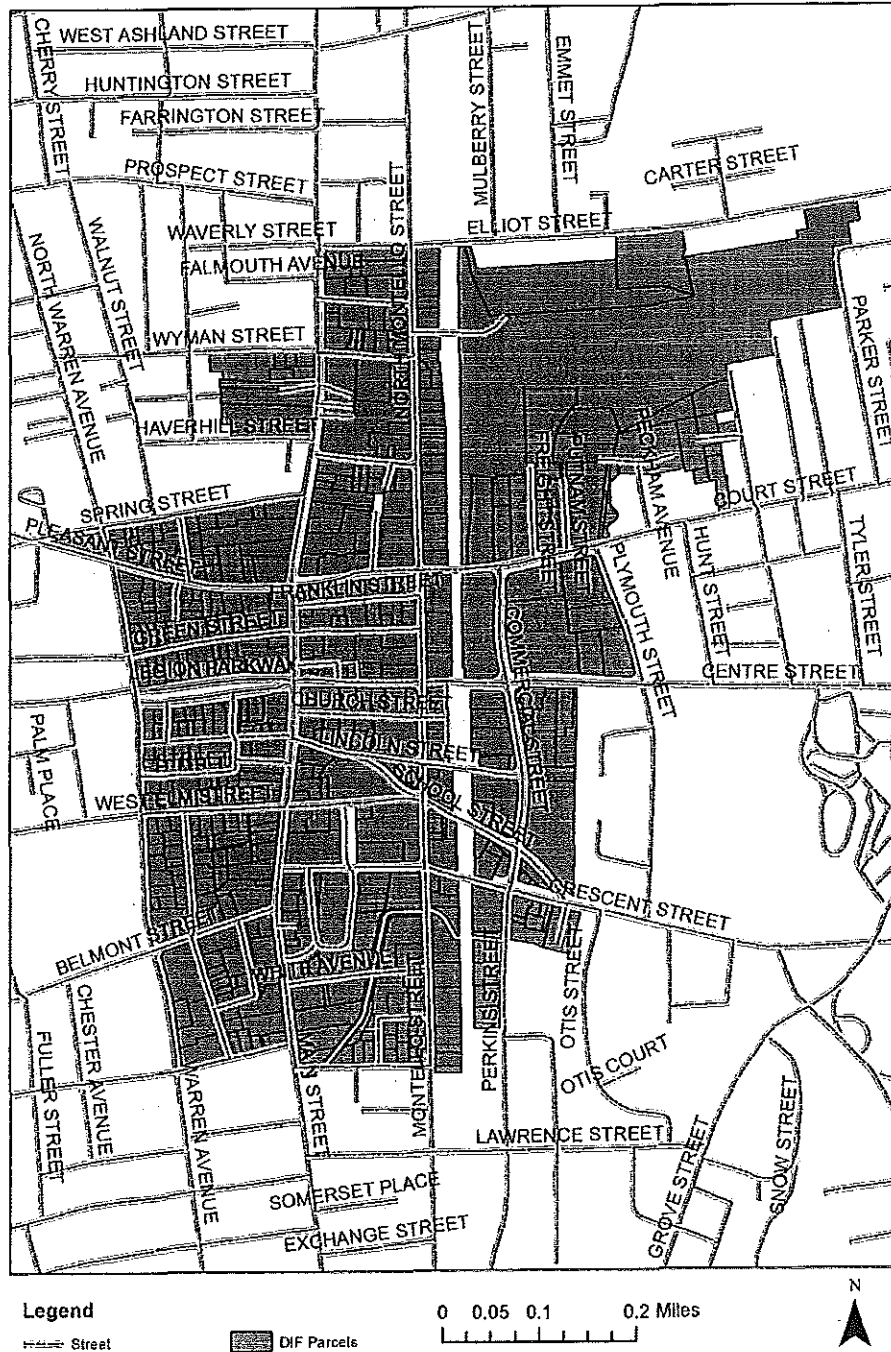 CHERRY STREET
WEST ASHLAND STREET
HUNTINGTON STREET
FARRINGTON STREET
MULBERRY STREET
EMMET STREET
CARTER STREET
PROSPECT STREET
NORTH MONTELLO STREET
ELLIOT STREET
WAVERLY STREET
FALMOUTH AVENUE
NORTH WARREN AVENUE
WALNUT STREET
WYMAN STREET
PARKER STREET
HAVERHILL STREET
PECKHAM AVENUE
PUTNAM STREET
FREIGHT STREET
COURT STREET
SPRING STREET
PLEASANT STREET
FRANKLIN STREET
HUNT STREET
TYLER STREET
PLYMOUTH STREET
GREEN STREET
COMMERCIAL STREET
LEGION PARKWAY
CENTRE STREET
CHURCH STREET
PALM PLACE
LINCOLN STREET
STREET
SCHOOL STREET
WEST ELM STREET
CRESCENT STREET
BELMONT STREET
WHITE AVENUE
CHESTER AVENUE
FULLER STREET
WARREN AVENUE
MAIN STREET
MONTELLO STREET
PERKINS STREET
OTIS STREET
OTIS COURT
LAWRENCE STREET
GROVE STREET
SNOW STREET
SOMERSET PLACE
EXCHANGE STREET
Legend
Street
DIF Parcels
0 0.05 0.1 0.2 Miles
N